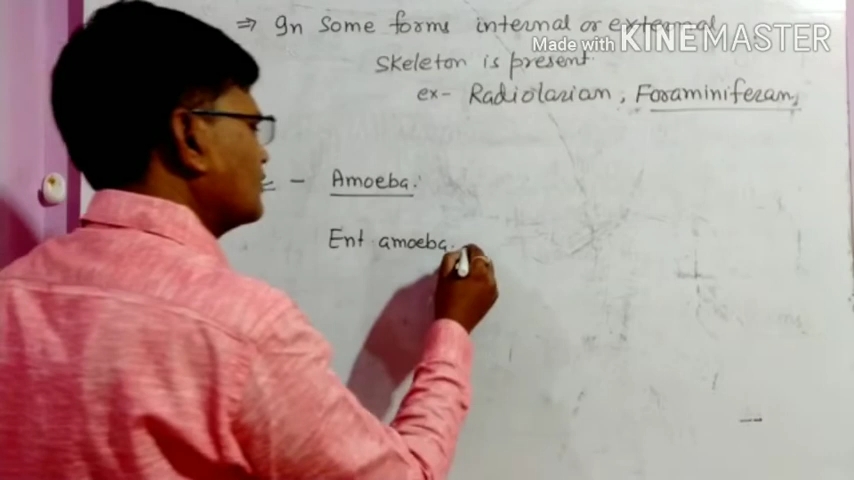 ⇒ In some forms internal or external
Made with KINEMASTER
skeleton is present.
ex- Radiolarian, Foraminiferan,
- Amoeba.
Ent amoeba.